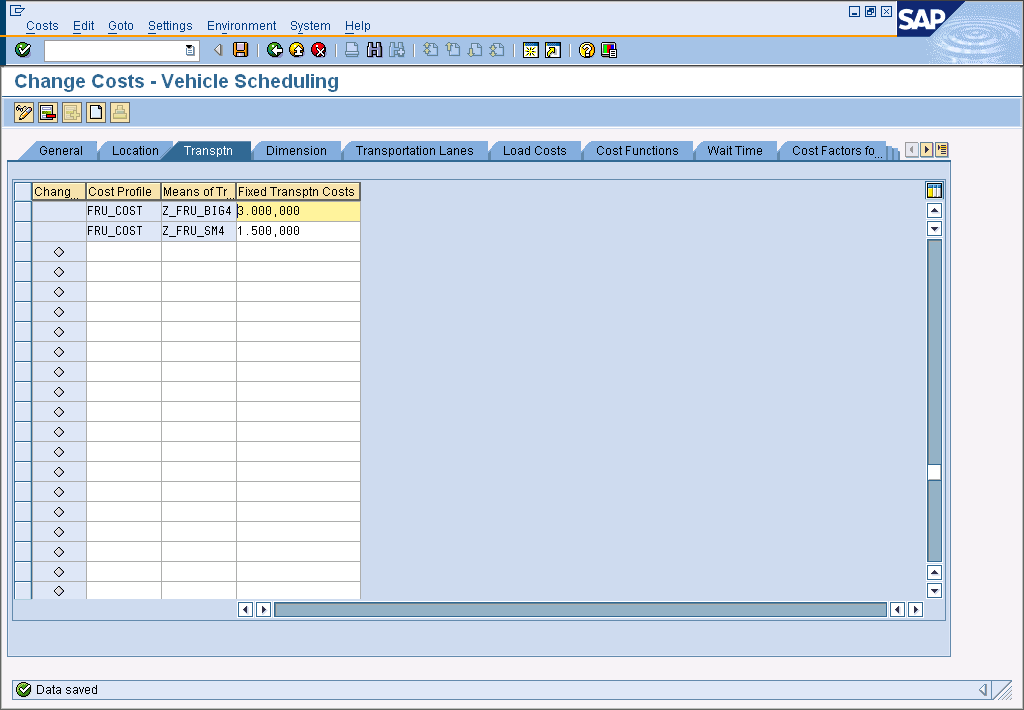 Costs Edit Goto Settings Environment System Help
SAP
Change Costs - Vehicle Scheduling
General Location Transptn Dimension Transportation Lanes Load Costs Cost Functions Wait Time Cost Factors fo...
Chang... Cost Profile Means of Tr... Fixed Transptn Costs
FRU_COST Z_FRU_BIG4 3.000,000
FRU_COST Z_FRU_SM4 1.500,000
Data saved